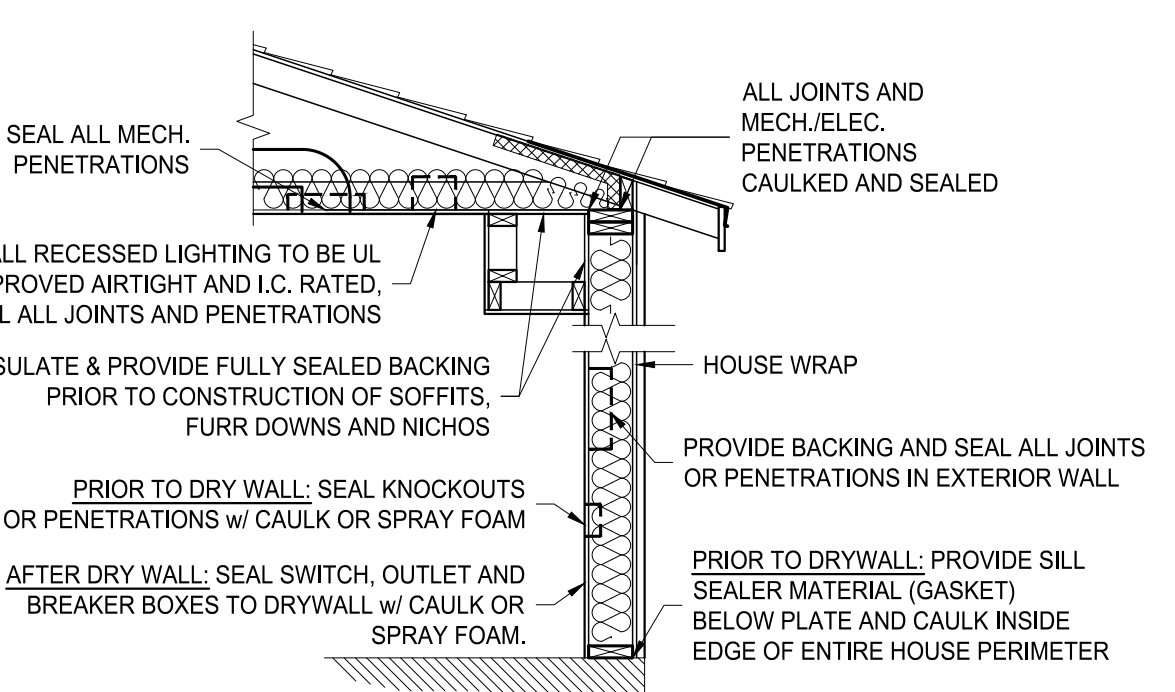 SEAL ALL MECH.
PENETRATIONS
ALL RECESSED LIGHTING TO BE UL
PROVED AIRTIGHT AND I.C. RATED,
L ALL JOINTS AND PENETRATIONS
SULATE & PROVIDE FULLY SEALED BACKING
PRIOR TO CONSTRUCTION OF SOFFITS,
FURR DOWNS AND NICHOS
PRIOR TO DRY WALL: SEAL KNOCKOUTS
OR PENETRATIONS w/ CAULK OR SPRAY FOAM
AFTER DRY WALL: SEAL SWITCH, OUTLET AND
BREAKER BOXES TO DRYWALL w/ CAULK OR
SPRAY FOAM.
ALL JOINTS AND
MECH./ELEC.
PENETRATIONS
CAULKED AND SEALED
HOUSE WRAP
PROVIDE BACKING AND SEAL ALL JOINTS
OR PENETRATIONS IN EXTERIOR WALL
PRIOR TO DRYWALL: PROVIDE SILL
SEALER MATERIAL (GASKET)
BELOW PLATE AND CAULK INSIDE
EDGE OF ENTIRE HOUSE PERIMETER